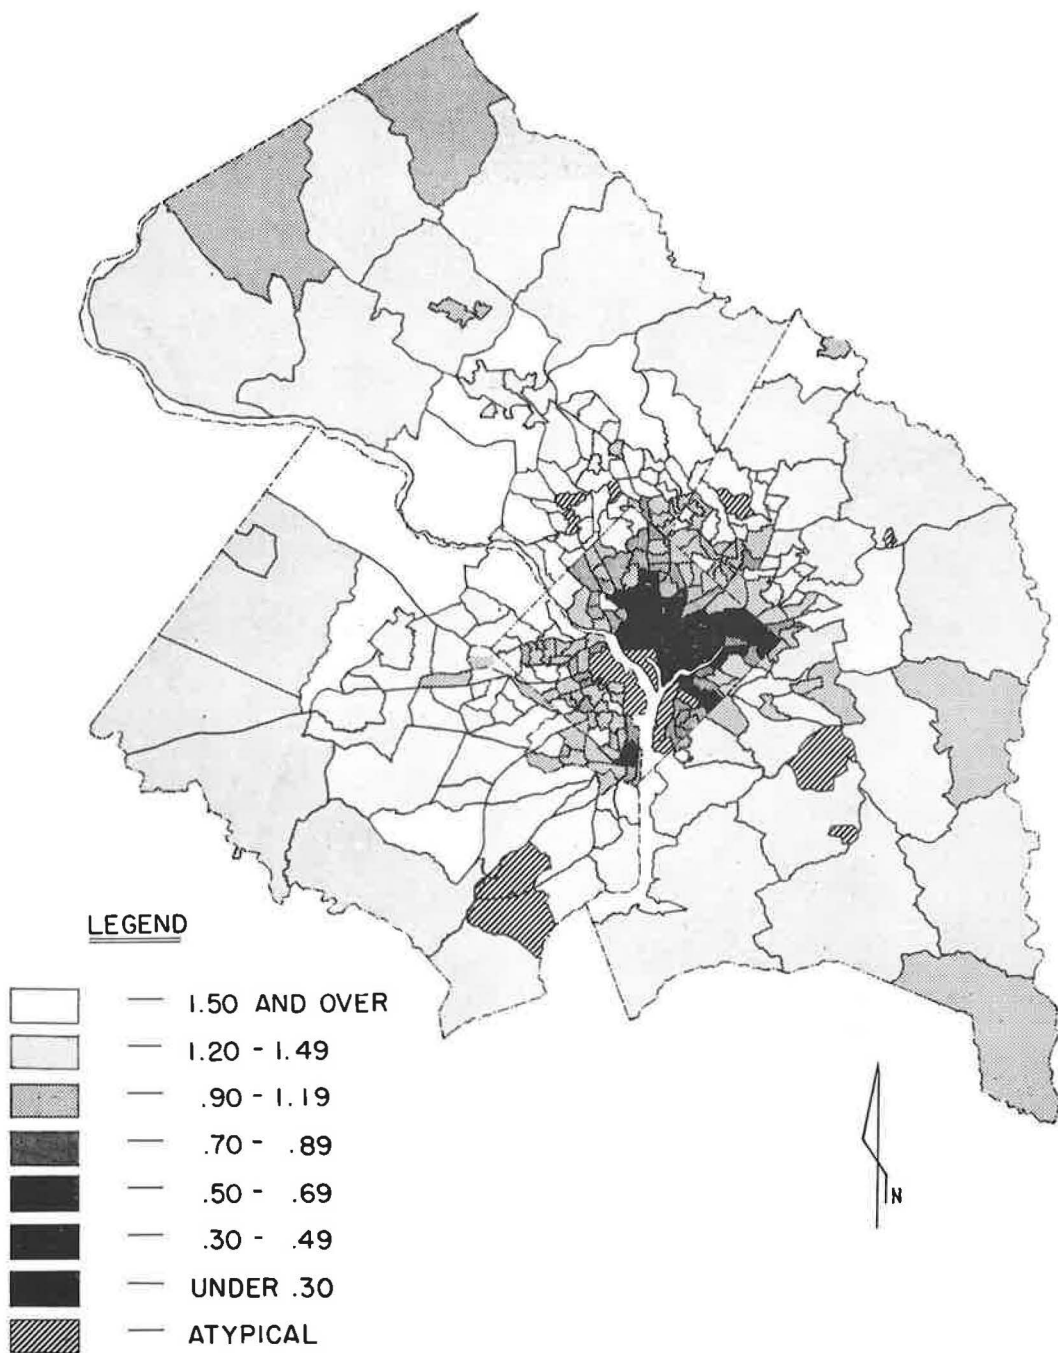 LEGEND
— 1.50 AND OVER
— 1.20 - 1.49
— .90 - 1.19
— .70 - .89
— .50 - .69
— .30 - .49
— UNDER .30
— ATYPICAL
N